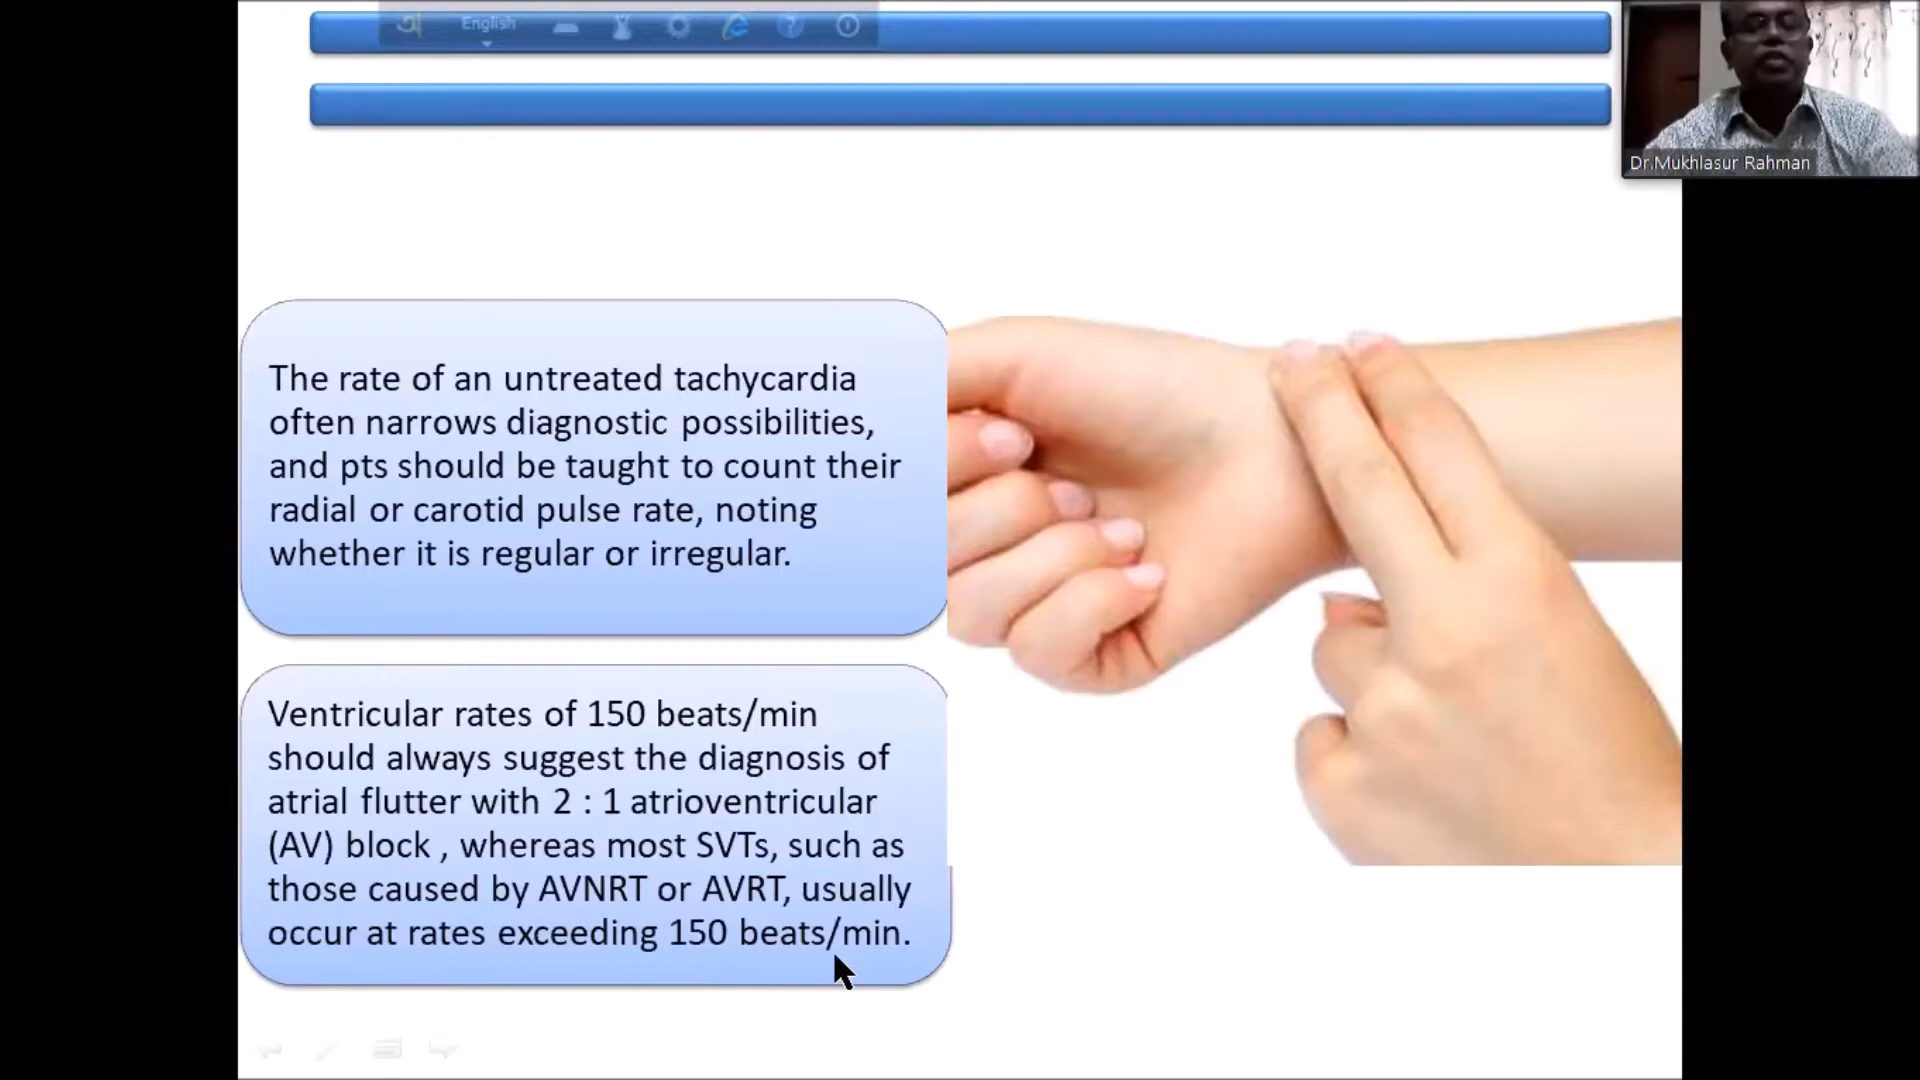 অ English
Dr.Mukhlasur Rahman
The rate of an untreated tachycardia
often narrows diagnostic possibilities,
and pts should be taught to count their
radial or carotid pulse rate, noting
whether it is regular or irregular.
Ventricular rates of 150 beats/min
should always suggest the diagnosis of
atrial flutter with 2 : 1 atrioventricular
(AV) block , whereas most SVTs, such as
those caused by AVNRT or AVRT, usually
occur at rates exceeding 150 beats/min.